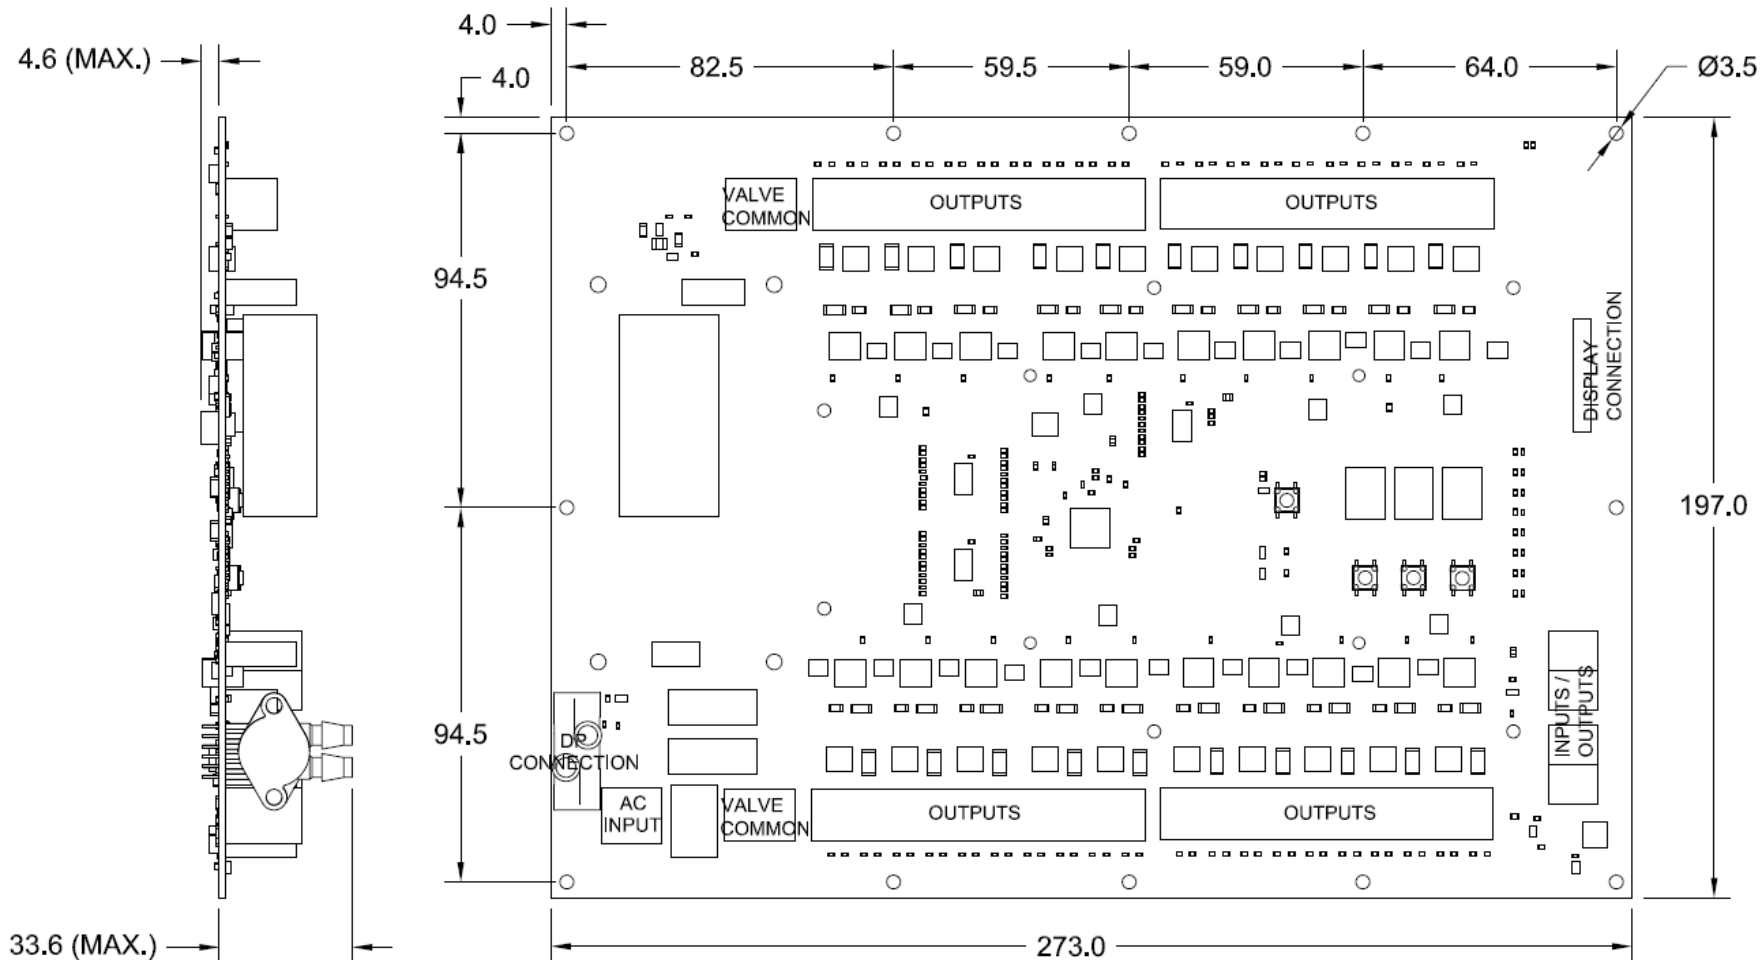 4.0
4.6 (MAX.)
82.5
59.5
59.0
64.0
Ø3.5
4.0
VALVE
COMMON
OUTPUTS
OUTPUTS
94.5
DISPLAY
CONNECTION
197.0
94.5
DP
CONNECTION
INPUTS /
OUTPUTS
AC
INPUT
VALVE
COMMON
OUTPUTS
OUTPUTS
33.6 (MAX.)
273.0